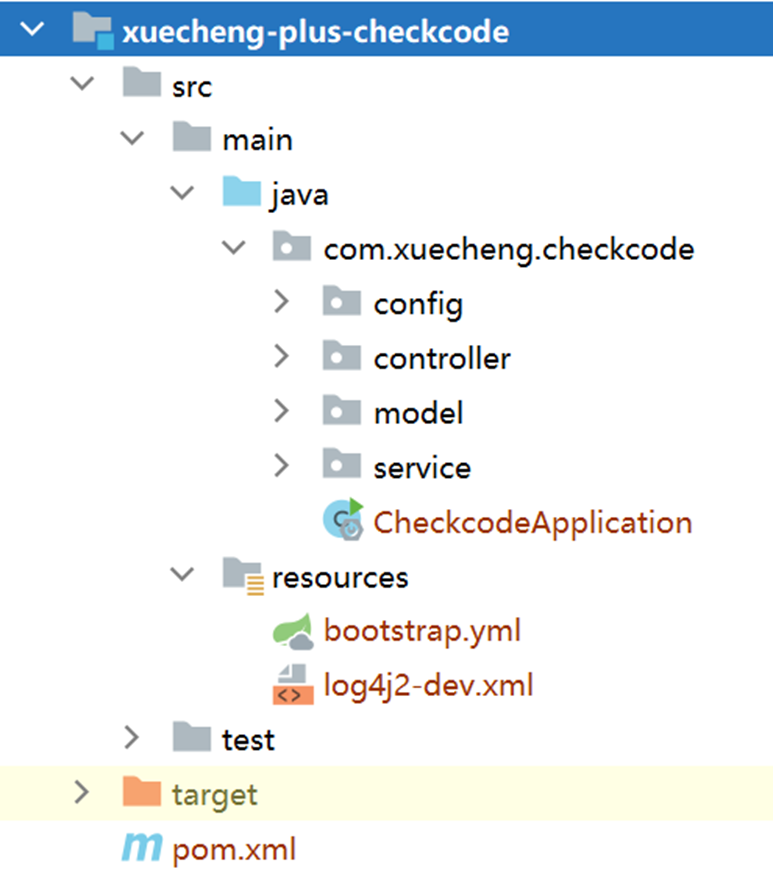 xuecheng-plus-checkcode
src
main
java
com.xuecheng.checkcode
config
controller
model
service
CheckcodeApplication
resources
bootstrap.yml
log4j2-dev.xml
test
target
pom.xml